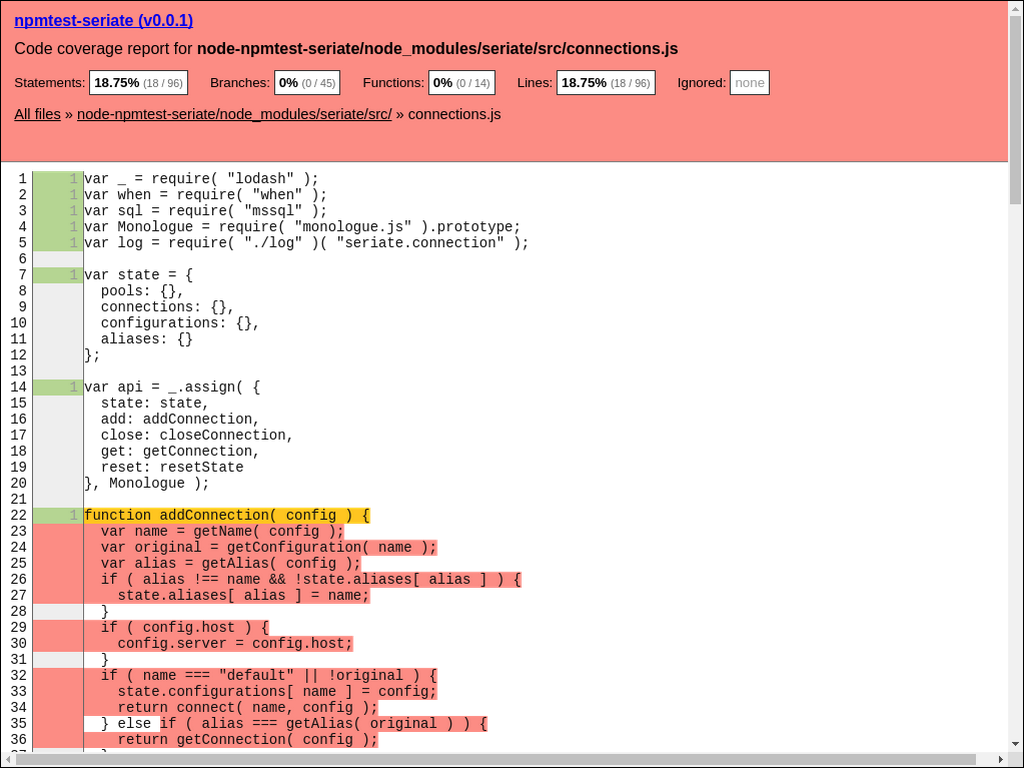 npmtest-seriate (v0.0.1)
Code coverage report for node-npmtest-seriate/node_modules/seriate/src/connections.js
Statements: 18.75% (18 / 96) Branches: 0% (0 / 45) Functions: 0% (0 / 14) Lines: 18.75% (18 / 96) Ignored: none
All files » node-npmtest-seriate/node_modules/seriate/src/ » connections.js
1 1 var _ = require( "lodash" );
2 1 var when = require( "when" );
3 1 var sql = require( "mssql" );
4 1 var Monologue = require( "monologue.js" ).prototype;
5 1 var log = require( "./log" )( "seriate.connection" );
6
7 1 var state = {
8 pools: {},
9 connections: {},
10 configurations: {},
11 aliases: {}
12 };
13
14 1 var api = _.assign( {
15 state: state,
16 add: addConnection,
17 close: closeConnection,
18 get: getConnection,
19 reset: resetState
20 }, Monologue );
21
22 1 function addConnection( config ) {
23 var name = getName( config );
24 var original = getConfiguration( name );
25 var alias = getAlias( config );
26 if ( alias !== name && !state.aliases[ alias ] ) {
27 state.aliases[ alias ] = name;
28 }
29 if ( config.host ) {
30 config.server = config.host;
31 }
32 if ( name === "default" || !original ) {
33 state.configurations[ name ] = config;
34 return connect( name, config );
35 } else if ( alias === getAlias( original ) ) {
36 return getConnection( config );